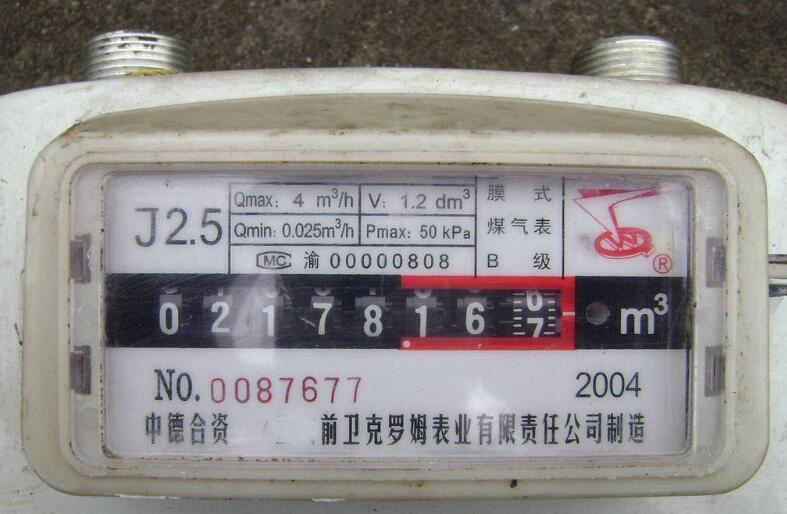 J2.5
Qmax: 4 m³/h V: 1.2 dm³
Qmin: 0.025m³/h Pmax: 50 kPa
MC 渝 00000808
膜式
煤气表
B 级
®
0 2 1 7 8 1 6 7 m³
No. 0087677 2004
中德合资 前卫克罗姆表业有限责任公司制造